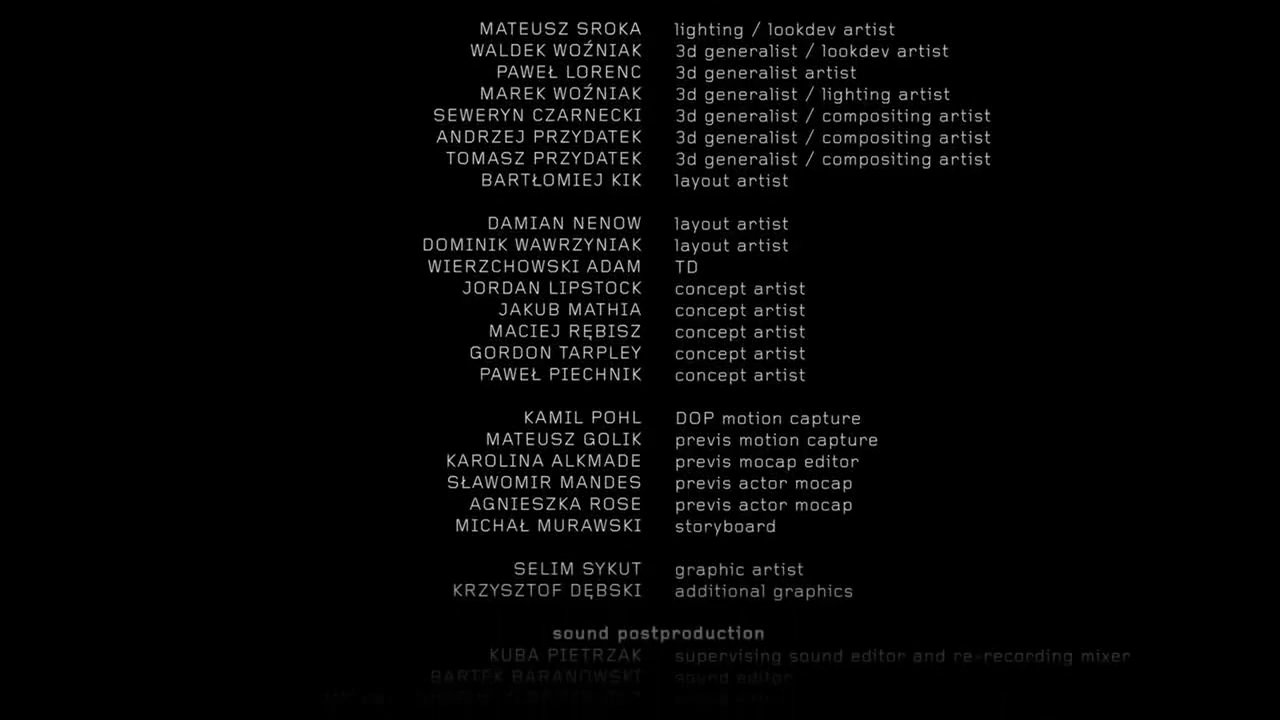 MATEUSZ SROKA lighting / lookdev artist
WALDEK WOŹNIAK 3d generalist / lookdev artist
PAWEŁ LORENC 3d generalist artist
MAREK WOŹNIAK 3d generalist / lighting artist
SEWERYN CZARNECKI 3d generalist / compositing artist
ANDRZEJ PRZYDATEK 3d generalist / compositing artist
TOMASZ PRZYDATEK 3d generalist / compositing artist
BARTŁOMIEJ KIK layout artist
DAMIAN NENOW layout artist
DOMINIK WAWRZYNIAK layout artist
WIERZCHOWSKI ADAM TD
JORDAN LIPSTOCK concept artist
JAKUB MATHIA concept artist
MACIEJ RĘBISZ concept artist
GORDON TARPLEY concept artist
PAWEŁ PIECHNIK concept artist
KAMIL POHL DOP motion capture
MATEUSZ GOLIK previs motion capture
KAROLINA ALKMADE previs mocap editor
SŁAWOMIR MANDES previs actor mocap
AGNIESZKA ROSE previs actor mocap
MICHAŁ MURAWSKI storyboard
SELIM SYKUT graphic artist
KRZYSZTOF DĘBSKI additional graphics
sound postproduction
KUBA PIETRZAK supervising sound editor and re-recording mixer
BARTEK BARANOWSKI sound editor